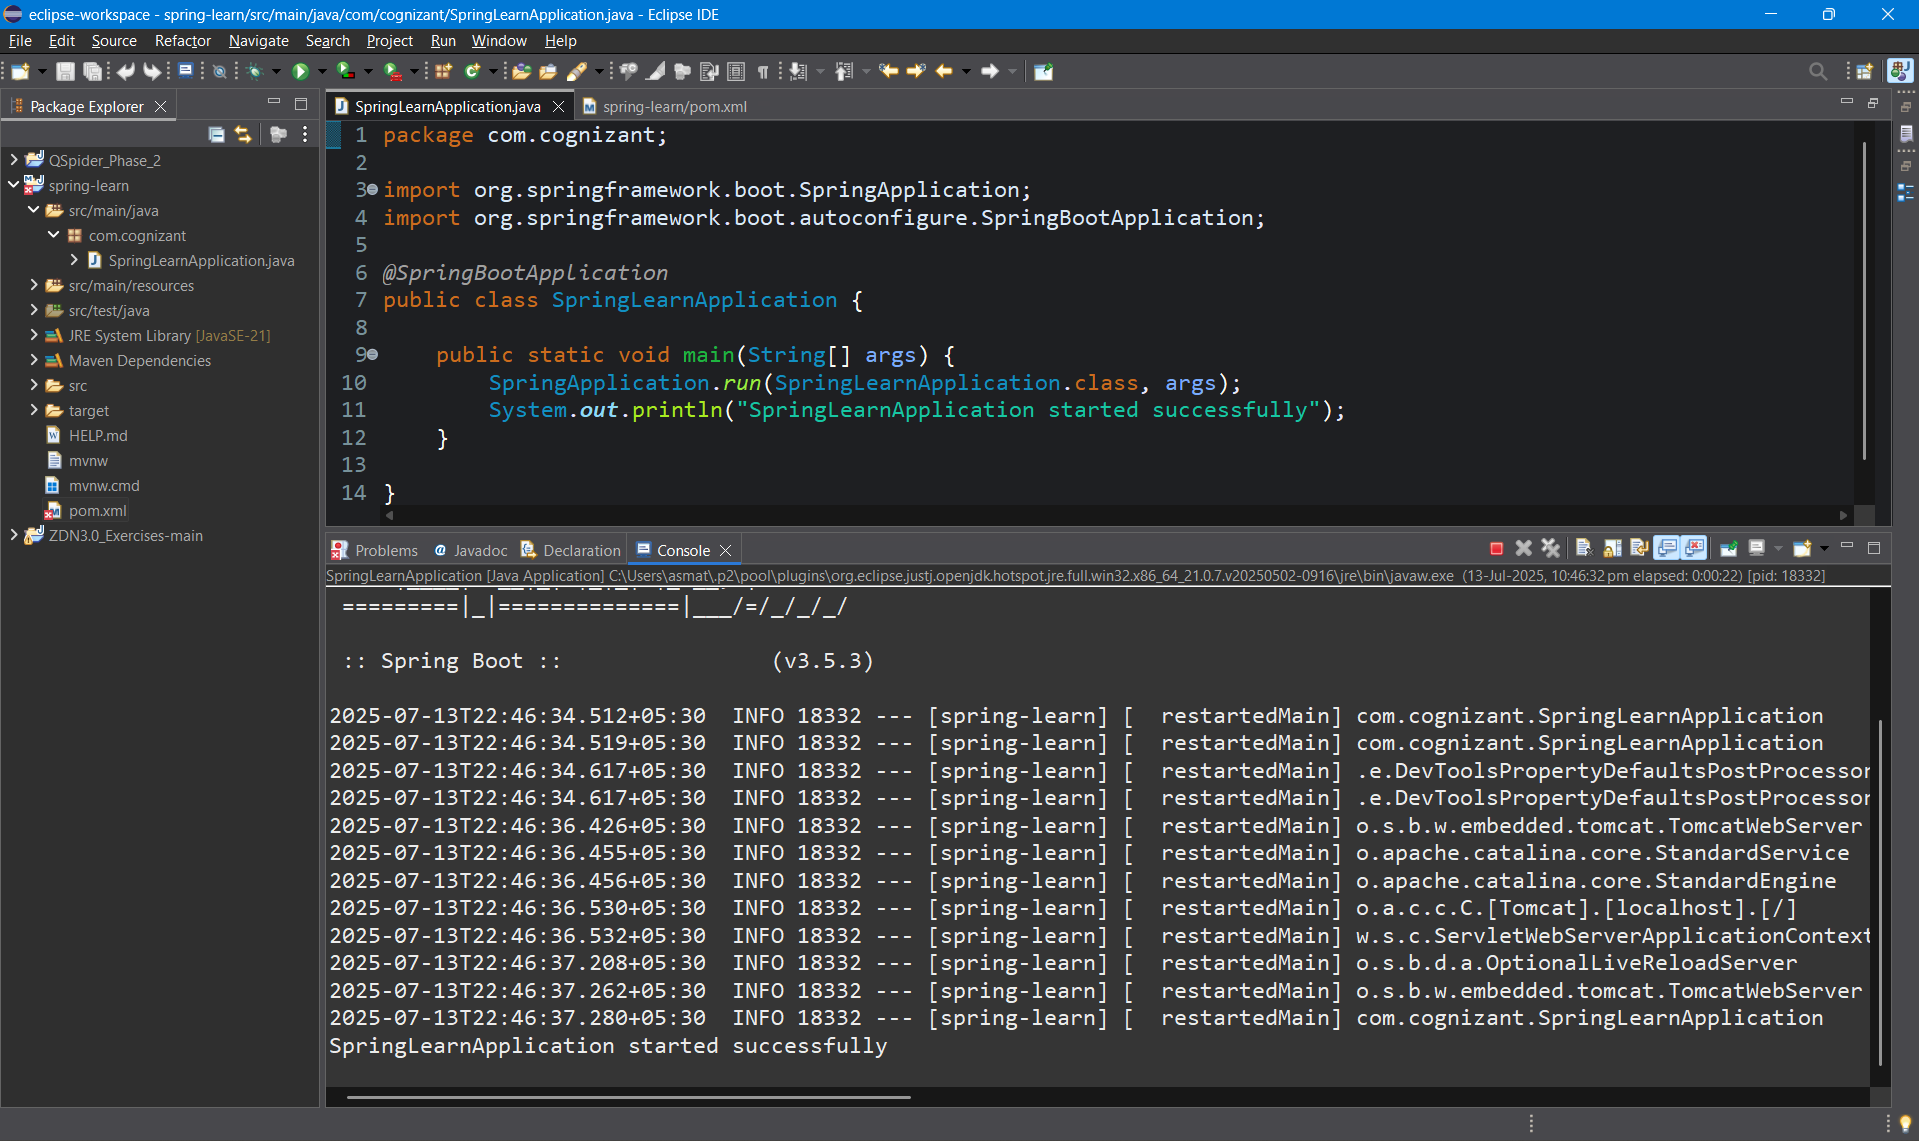 eclipse-workspace - spring-learn/src/main/java/com/cognizant/SpringLearnApplication.java - Eclipse IDE
File Edit Source Refactor Navigate Search Project Run Window Help
Package Explorer
QSpider_Phase_2
spring-learn
src/main/java
com.cognizant
SpringLearnApplication.java
src/main/resources
src/test/java
JRE System Library [JavaSE-21]
Maven Dependencies
src
target
HELP.md
mvnw
mvnw.cmd
pom.xml
ZDN3.0_Exercises-main
SpringLearnApplication.java spring-learn/pom.xml
1 package com.cognizant;
2
3 import org.springframework.boot.SpringApplication;
4 import org.springframework.boot.autoconfigure.SpringBootApplication;
5
6 @SpringBootApplication
7 public class SpringLearnApplication {
8
9     public static void main(String[] args) {
10         SpringApplication.run(SpringLearnApplication.class, args);
11         System.out.println("SpringLearnApplication started successfully");
12     }
13
14 }
Problems Javadoc Declaration Console
SpringLearnApplication [Java Application] C:\Users\asmat\.p2\pool\plugins\org.eclipse.justj.openjdk.hotspot.jre.full.win32.x86_64_21.0.7.v20250502-0916\jre\bin\javaw.exe (13-Jul-2025, 10:46:32 pm elapsed: 0:00:22) [pid: 18332]
=========|_|==============|___/=/_/_/_/
:: Spring Boot ::                (v3.5.3)
2025-07-13T22:46:34.512+05:30  INFO 18332 --- [spring-learn] [  restartedMain] com.cognizant.SpringLearnApplication
2025-07-13T22:46:34.519+05:30  INFO 18332 --- [spring-learn] [  restartedMain] com.cognizant.SpringLearnApplication
2025-07-13T22:46:34.617+05:30  INFO 18332 --- [spring-learn] [  restartedMain] .e.DevToolsPropertyDefaultsPostProcessor
2025-07-13T22:46:34.617+05:30  INFO 18332 --- [spring-learn] [  restartedMain] .e.DevToolsPropertyDefaultsPostProcessor
2025-07-13T22:46:36.426+05:30  INFO 18332 --- [spring-learn] [  restartedMain] o.s.b.w.embedded.tomcat.TomcatWebServer
2025-07-13T22:46:36.455+05:30  INFO 18332 --- [spring-learn] [  restartedMain] o.apache.catalina.core.StandardService
2025-07-13T22:46:36.456+05:30  INFO 18332 --- [spring-learn] [  restartedMain] o.apache.catalina.core.StandardEngine
2025-07-13T22:46:36.530+05:30  INFO 18332 --- [spring-learn] [  restartedMain] o.a.c.c.C.[Tomcat].[localhost].[/]
2025-07-13T22:46:36.532+05:30  INFO 18332 --- [spring-learn] [  restartedMain] w.s.c.ServletWebServerApplicationContext
2025-07-13T22:46:37.208+05:30  INFO 18332 --- [spring-learn] [  restartedMain] o.s.b.d.a.OptionalLiveReloadServer
2025-07-13T22:46:37.262+05:30  INFO 18332 --- [spring-learn] [  restartedMain] o.s.b.w.embedded.tomcat.TomcatWebServer
2025-07-13T22:46:37.280+05:30  INFO 18332 --- [spring-learn] [  restartedMain] com.cognizant.SpringLearnApplication
SpringLearnApplication started successfully